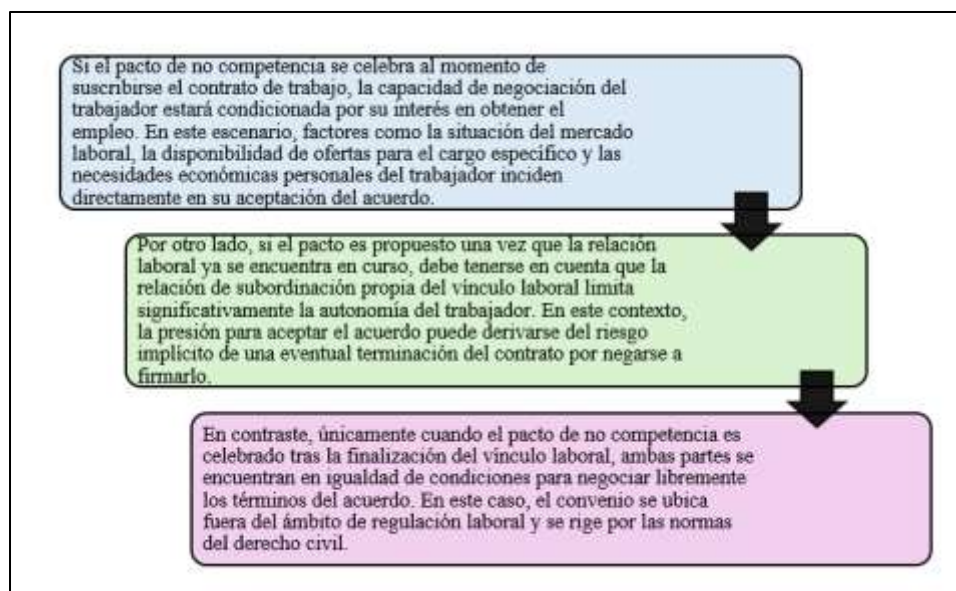 Si el pacto de no competencia se celebra al momento de
suscribirse el contrato de trabajo, la capacidad de negociación del
trabajador estará condicionada por su interés en obtener el
empleo. En este escenario, factores como la situación del mercado
laboral, la disponibilidad de ofertas para el cargo específico y las
necesidades económicas personales del trabajador inciden
directamente en su aceptación del acuerdo.
Por otro lado, si el pacto es propuesto una vez que la relación
laboral ya se encuentra en curso, debe tenerse en cuenta que la
relación de subordinación propia del vínculo laboral limita
significativamente la autonomía del trabajador. En este contexto,
la presión para aceptar el acuerdo puede derivarse del riesgo
implícito de una eventual terminación del contrato por negarse a
firmarlo.
En contraste, únicamente cuando el pacto de no competencia es
celebrado tras la finalización del vínculo laboral, ambas partes se
encuentran en igualdad de condiciones para negociar libremente
los términos del acuerdo. En este caso, el convenio se ubica
fuera del ámbito de regulación laboral y se rige por las normas
del derecho civil.